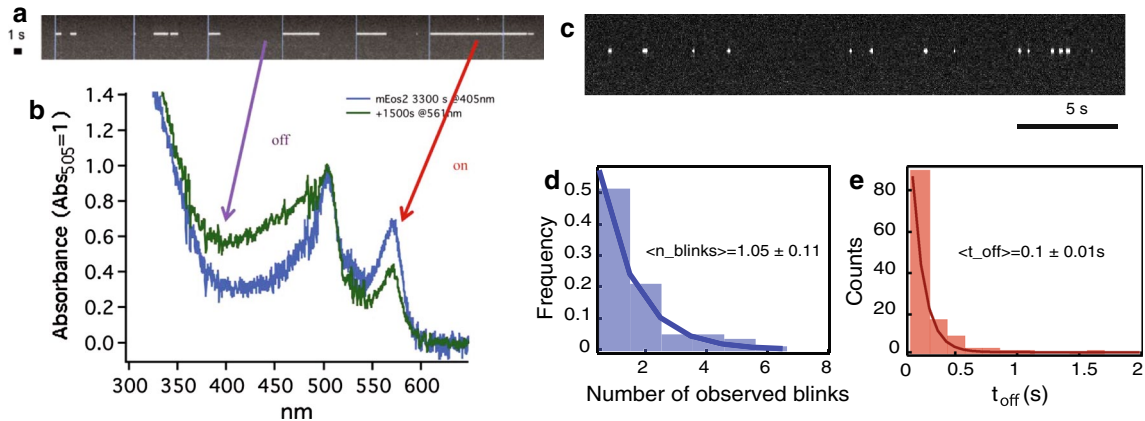 a
1 s
b
mEos2 3300 s @405nm
+1500s @561nm
off
on
1.4
1.2
1.0
0.8
0.6
0.4
0.2
0.0
Absorbance (Abs505=1)
300 350 400 450 500 550 600
nm
c
5 s
d
0.5
0.4
0.3
0.2
0.1
0
Frequency
<n_blinks>=1.05 ± 0.11
2 4 6 8
Number of observed blinks
e
80
60
40
20
0
Counts
<t_off>=0.1 ± 0.01s
0 0.5 1 1.5 2
toff(s)